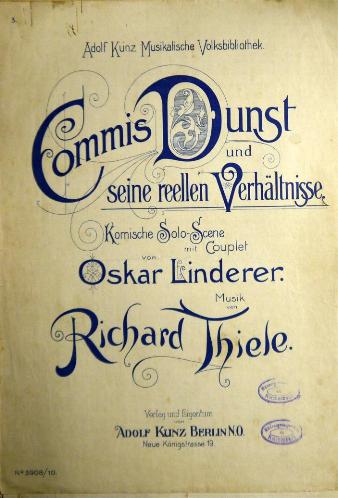 3.
Adolf Kunz Musikalische Volksbibliothek.
Commis Dunst
und
seine reellen Verhältnisse.
Komische Solo-Scene
mit Couplet
von
Oskar Linderer.
Musik
von
Richard Thiele.
Verlag und Eigentum
von
ADOLF KUNZ BERLIN N.O.
Neue Königstrasse 19.
No 3908/10.